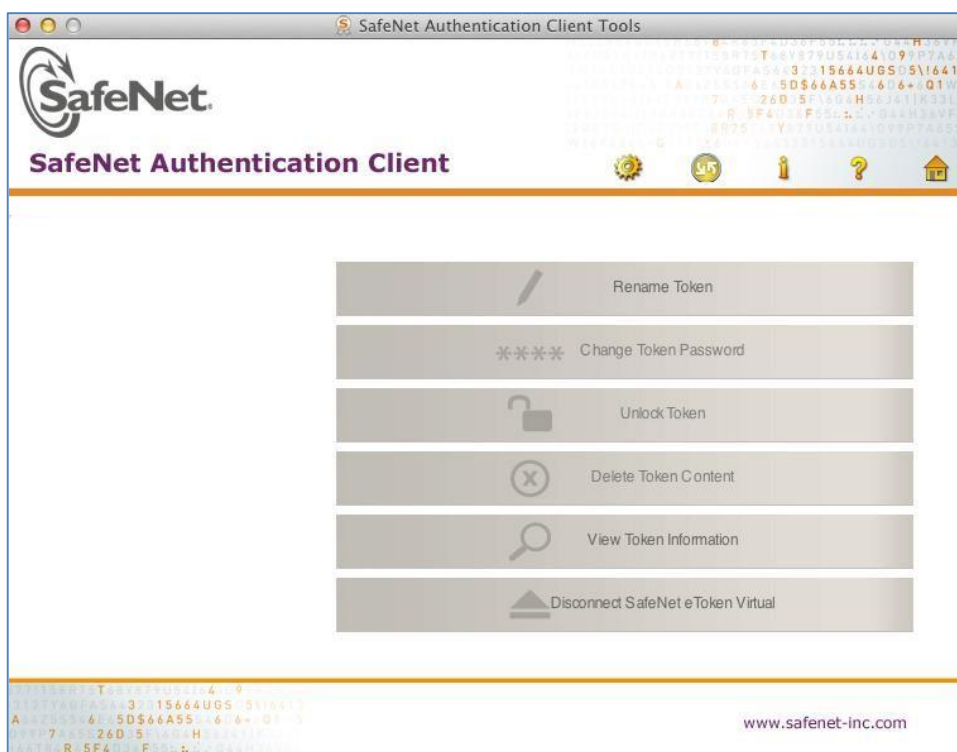 SafeNet Authentication Client Tools
SafeNet.
SafeNet Authentication Client
Rename Token
**** Change Token Password
Unlock Token
Delete Token Content
View Token Information
Disconnect SafeNet eToken Virtual
www.safenet-inc.com